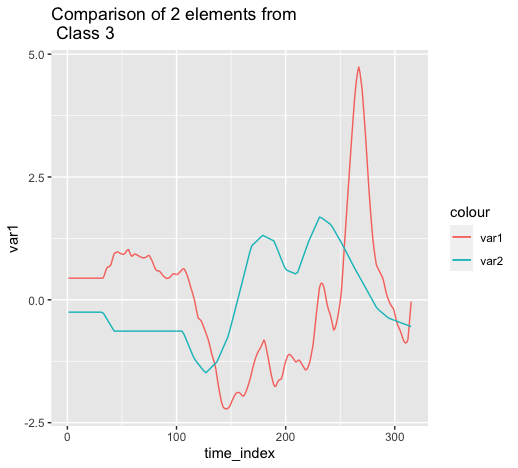 Comparison of 2 elements from
Class 3
5.0
2.5
0.0
-2.5
var1
0
100
200
300
time_index
colour
var1
var2